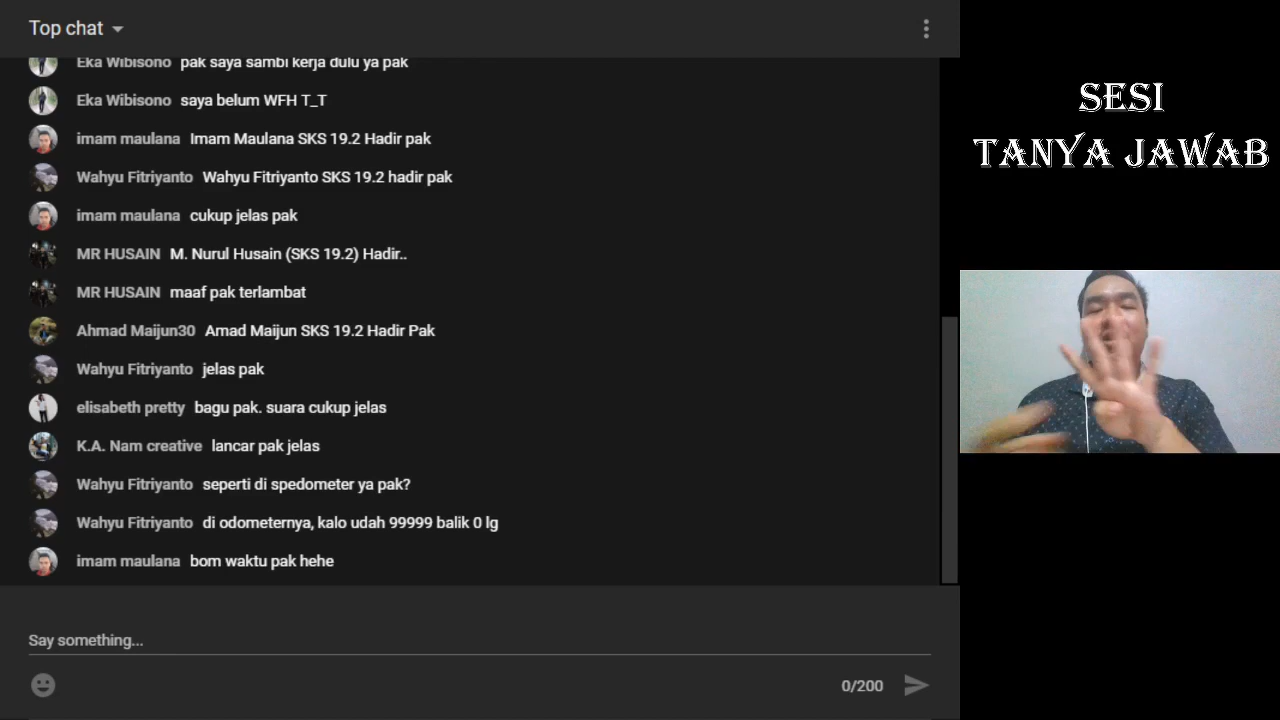 Top chat
Eka Wibisono pak saya sambi kerja dulu ya pak
Eka Wibisono saya belum WFH T_T
imam maulana Imam Maulana SKS 19.2 Hadir pak
Wahyu Fitriyanto Wahyu Fitriyanto SKS 19.2 hadir pak
imam maulana cukup jelas pak
MR HUSAIN M. Nurul Husain (SKS 19.2) Hadir..
MR HUSAIN maaf pak terlambat
Ahmad Maijun30 Amad Maijun SKS 19.2 Hadir Pak
Wahyu Fitriyanto jelas pak
elisabeth pretty bagu pak. suara cukup jelas
K.A. Nam creative lancar pak jelas
Wahyu Fitriyanto seperti di spedometer ya pak?
Wahyu Fitriyanto di odometernya, kalo udah 99999 balik 0 lg
imam maulana bom waktu pak hehe
Say something...
0/200
SESI
TANYA JAWAB